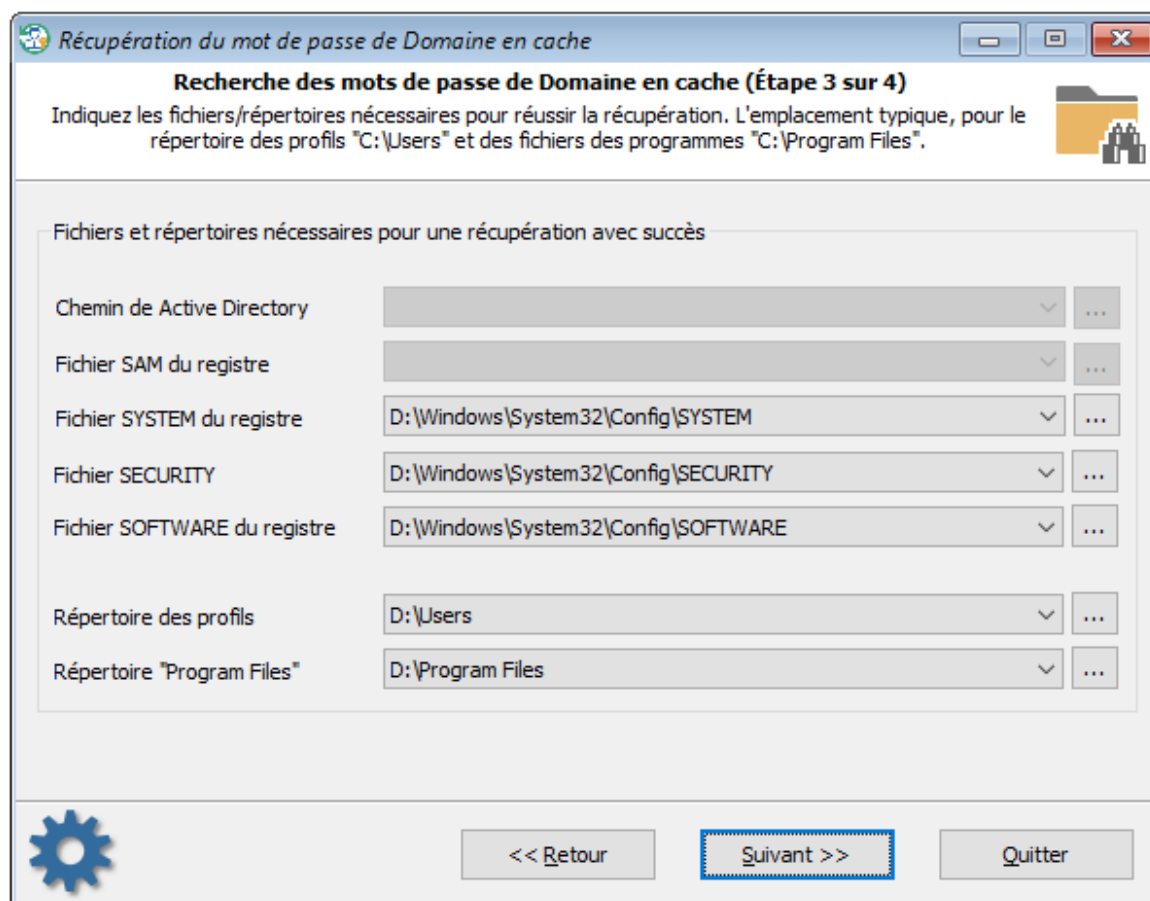 Récupération du mot de passe de Domaine en cache
Recherche des mots de passe de Domaine en cache (Étape 3 sur 4)
Indiquez les fichiers/répertoires nécessaires pour réussir la récupération. L'emplacement typique, pour le
répertoire des profils "C:\Users" et des fichiers des programmes "C:\Program Files".
Fichiers et répertoires nécessaires pour une récupération avec succès
Chemin de Active Directory ...
Fichier SAM du registre ...
Fichier SYSTEM du registre D:\Windows\System32\Config\SYSTEM ...
Fichier SECURITY D:\Windows\System32\Config\SECURITY ...
Fichier SOFTWARE du registre D:\Windows\System32\Config\SOFTWARE ...
Répertoire des profils D:\Users ...
Répertoire "Program Files" D:\Program Files ...
<< Retour Suivant >> Quitter